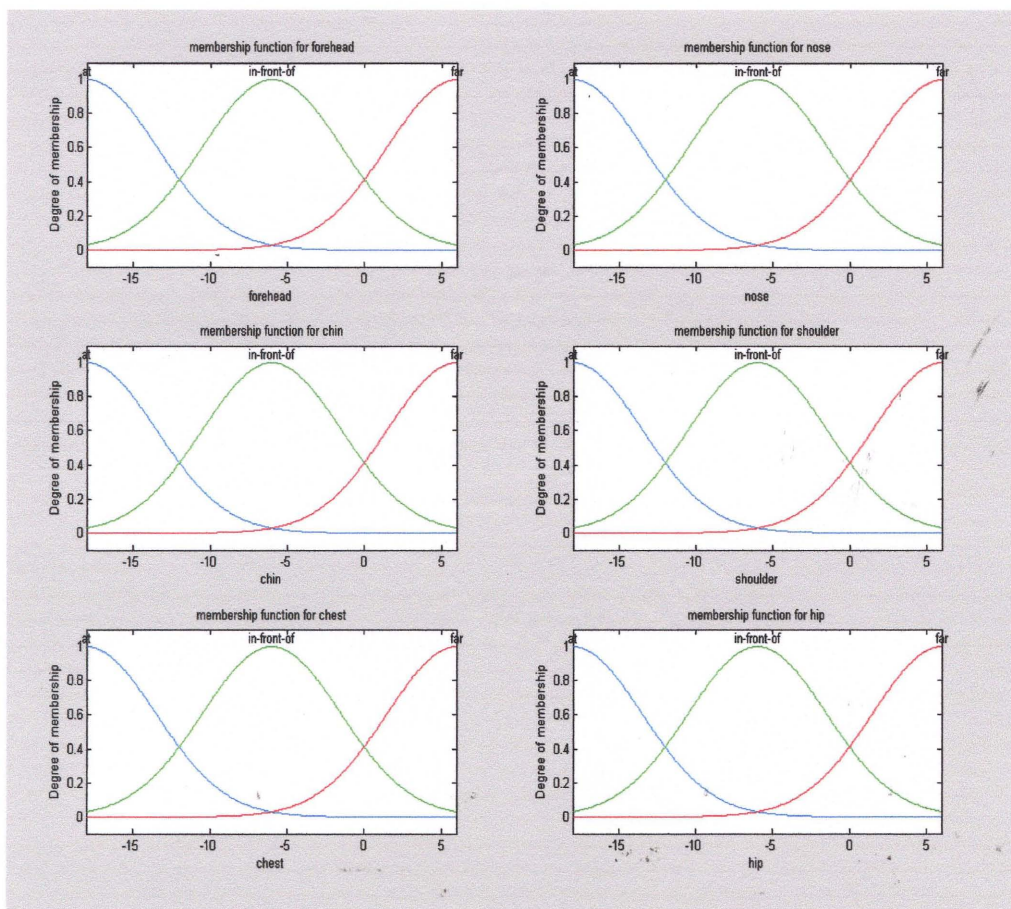 membership function for forehead
at in-front-of far
1
0.8
0.6
0.4
0.2
0
Degree of membership
-15 -10 -5 0 5
forehead
membership function for nose
at in-front-of far
1
0.8
0.6
0.4
0.2
0
Degree of membership
-15 -10 -5 0 5
nose
membership function for chin
at in-front-of far
1
0.8
0.6
0.4
0.2
0
Degree of membership
-15 -10 -5 0 5
chin
membership function for shoulder
at in-front-of far
1
0.8
0.6
0.4
0.2
0
Degree of membership
-15 -10 -5 0 5
shoulder
membership function for chest
at in-front-of far
1
0.8
0.6
0.4
0.2
0
Degree of membership
-15 -10 -5 0 5
chest
membership function for hip
at in-front-of far
1
0.8
0.6
0.4
0.2
0
Degree of membership
-15 -10 -5 0 5
hip